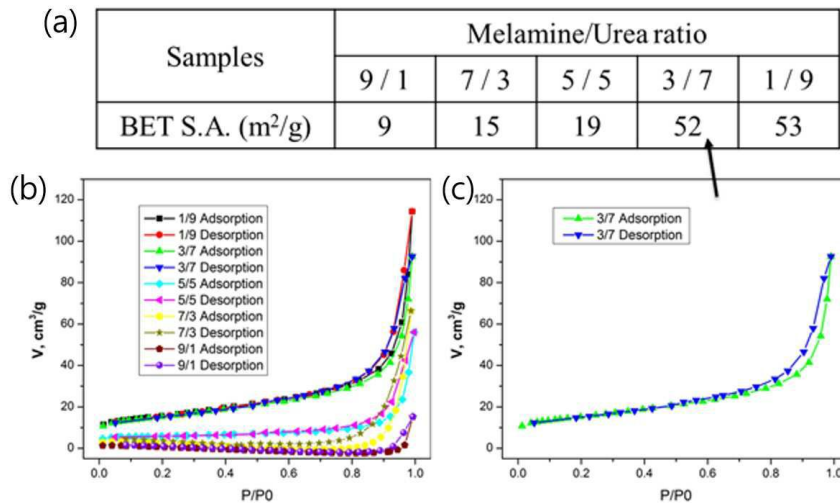 (a)
Samples Melamine/Urea ratio
9 / 1 7 / 3 5 / 5 3 / 7 1 / 9
BET S.A. (m²/g) 9 15 19 52 53
(b)
120
100
80
60
40
20
0
V, cm³/g
1/9 Adsorption
1/9 Desorption
3/7 Adsorption
3/7 Desorption
5/5 Adsorption
5/5 Desorption
7/3 Adsorption
7/3 Desorption
9/1 Adsorption
9/1 Desorption
0.0 0.2 0.4 0.6 0.8 1.0
P/P0
(c)
120
100
80
60
40
20
0
V, cm³/g
3/7 Adsorption
3/7 Desorption
0.0 0.2 0.4 0.6 0.8 1.0
P/P0